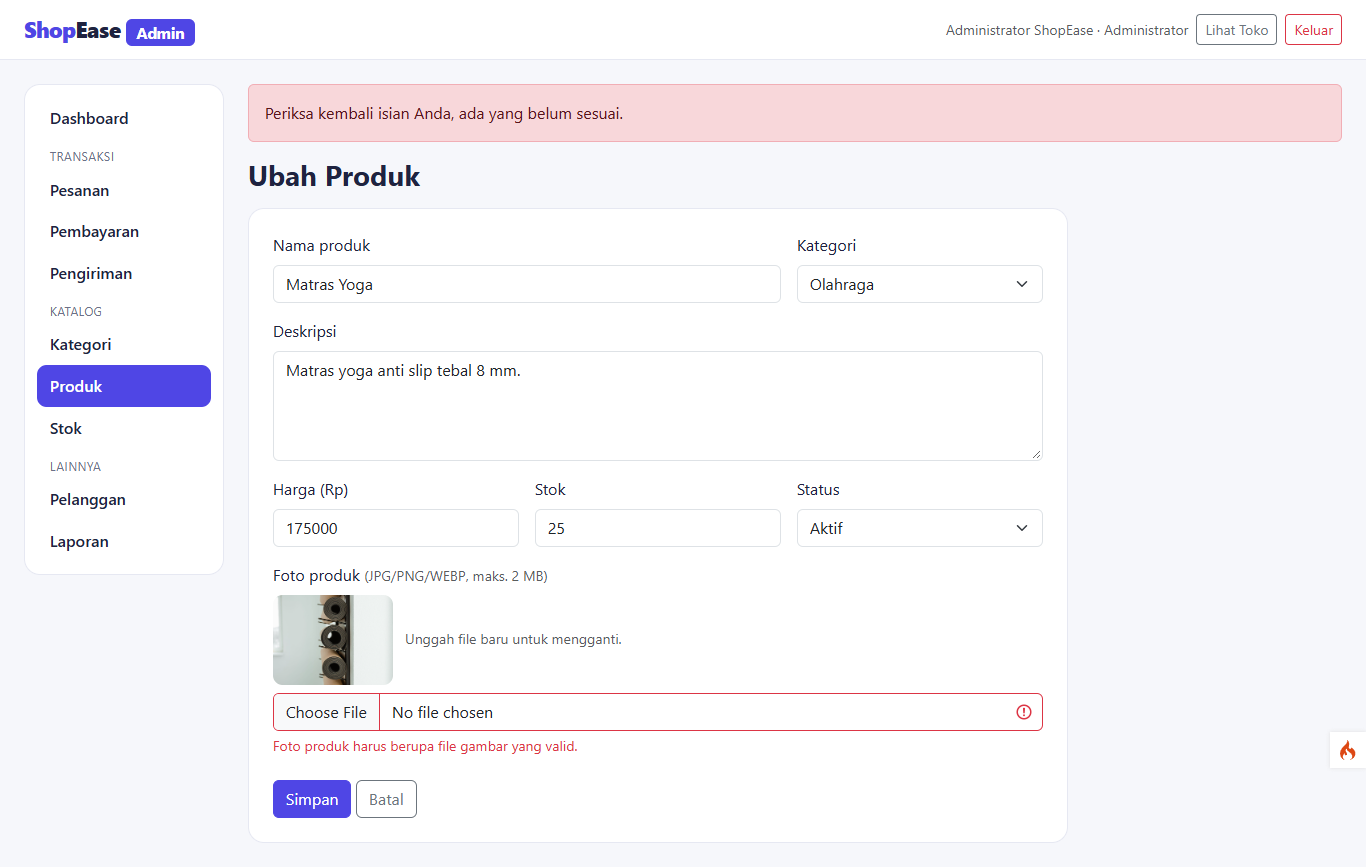 ShopEase Admin
Administrator ShopEase · Administrator
Lihat Toko
Keluar
Dashboard
TRANSAKSI
Pesanan
Pembayaran
Pengiriman
KATALOG
Kategori
Produk
Stok
LAINNYA
Pelanggan
Laporan
Periksa kembali isian Anda, ada yang belum sesuai.
Ubah Produk
Nama produk
Kategori
Matras Yoga
Olahraga
Deskripsi
Matras yoga anti slip tebal 8 mm.
Harga (Rp)
Stok
Status
175000
25
Aktif
Foto produk (JPG/PNG/WEBP, maks. 2 MB)
Unggah file baru untuk mengganti.
Choose File
No file chosen
Foto produk harus berupa file gambar yang valid.
Simpan
Batal